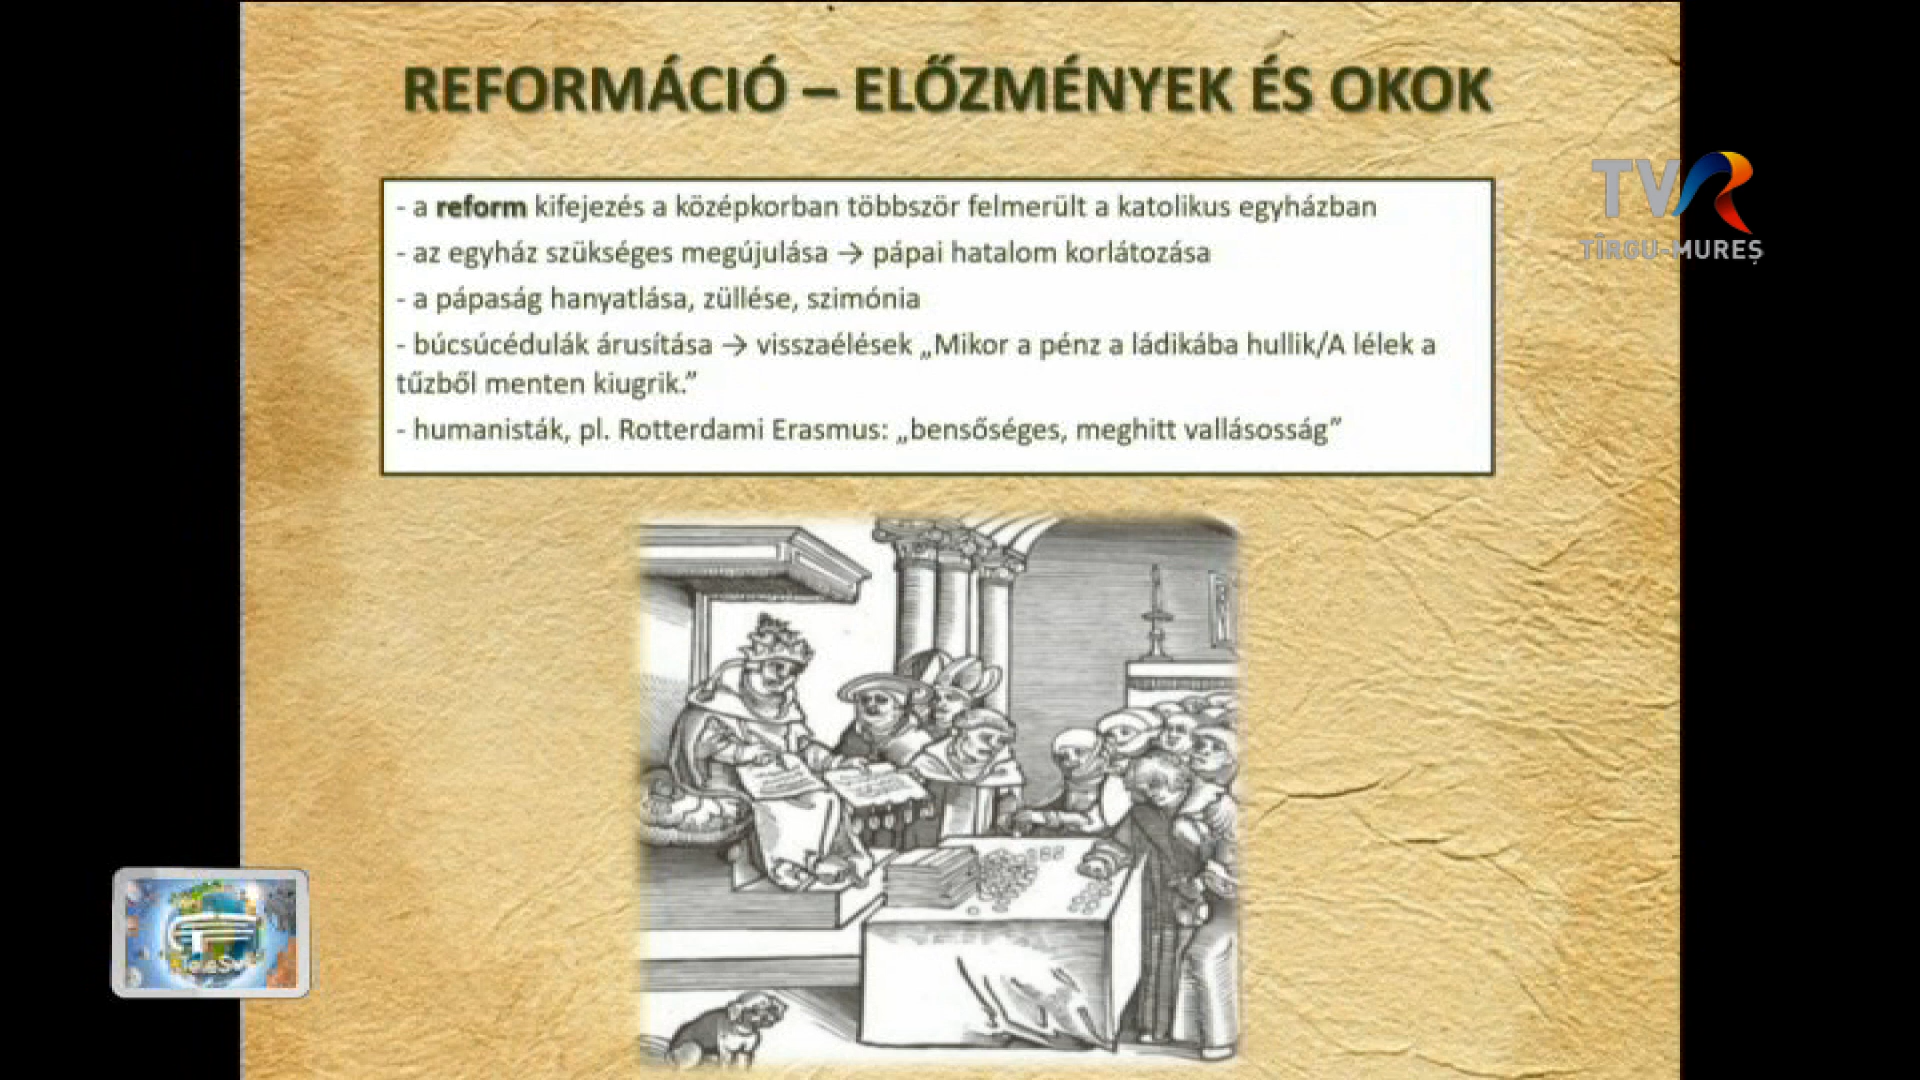 REFORMÁCIÓ – ELŐZMÉNYEK ÉS OKOK
- a reform kifejezés a középkorban többször felmerült a katolikus egyházban
- az egyház szükséges megújulása → pápai hatalom korlátozása
- a pápaság hanyatlása, züllése, szimónia
- búcsúcédulák árusítása → visszaélések „Mikor a pénz a ládikába hullik/A lélek a
tűzből menten kiugrik.”
- humanisták, pl. Rotterdami Erasmus: „bensőséges, meghitt vallásosság”
TVR
TÎRGU-MUREȘ